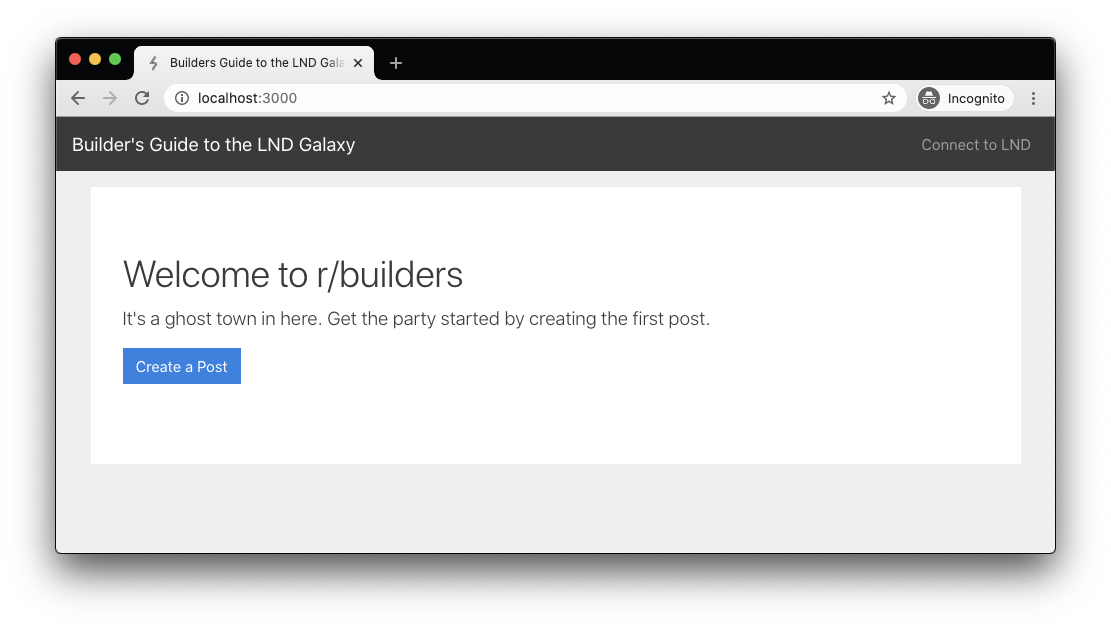 Builders Guide to the LND Gala
localhost:3000
Incognito
Builder's Guide to the LND Galaxy
Connect to LND
Welcome to r/builders
It's a ghost town in here. Get the party started by creating the first post.
Create a Post